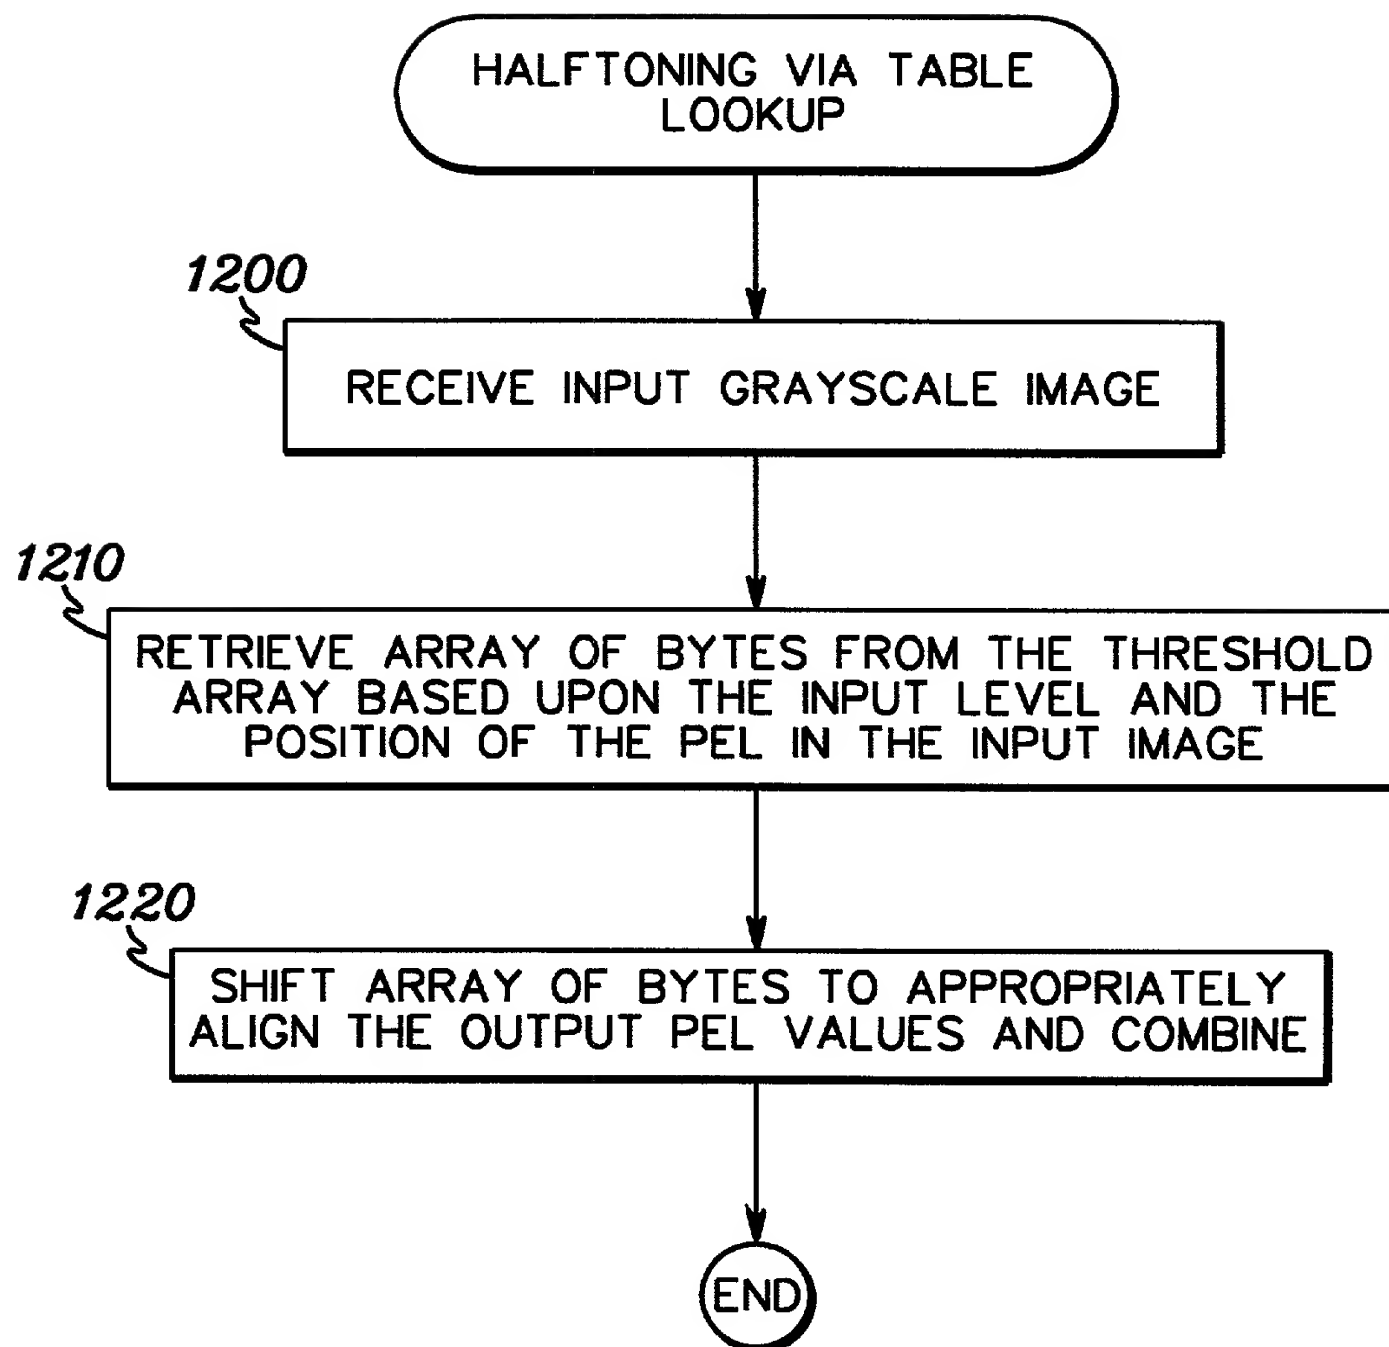 HALFTONING VIA TABLE
LOOKUP
1200
RECEIVE INPUT GRAYSCALE IMAGE
1210
RETRIEVE ARRAY OF BYTES FROM THE THRESHOLD
ARRAY BASED UPON THE INPUT LEVEL AND THE
POSITION OF THE PEL IN THE INPUT IMAGE
1220
SHIFT ARRAY OF BYTES TO APPROPRIATELY
ALIGN THE OUTPUT PEL VALUES AND COMBINE
END